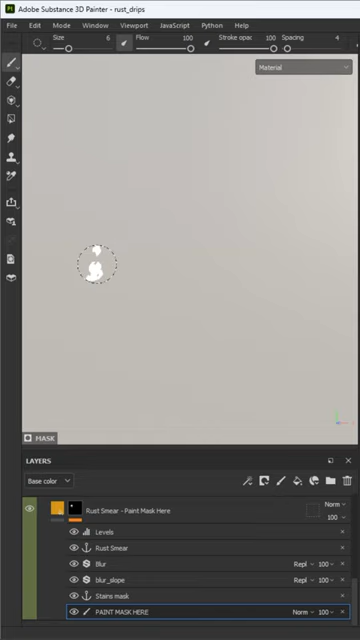 Pt Adobe Substance 3D Painter - rust_drips
File Edit Mode Window Viewport JavaScript Python Help
Size 6 Flow 100 Stroke opac 100 Spacing 4
Material
MASK
LAYERS
Base color
Rust Smear - Paint Mask Here Norm
100
Levels
Rust Smear
Blur Repl 100
blur_slope Repl 100
Stains mask
PAINT MASK HERE Norm 100